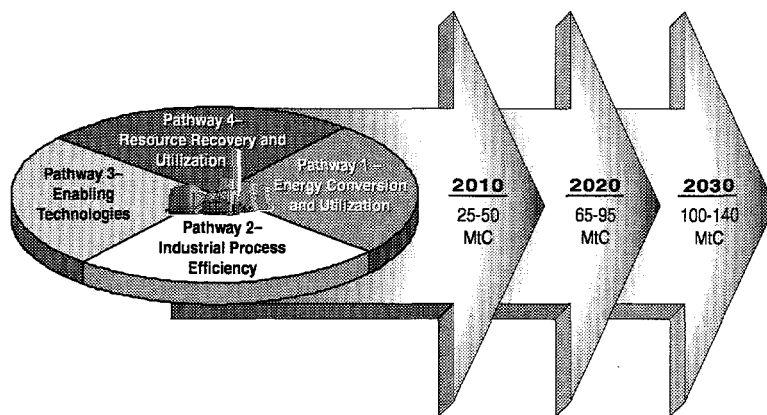 Pathway 4–
Resource Recovery and
Utilization
Pathway 1 –
Energy Conversion
and Utilization
Pathway 3–
Enabling
Technologies
Pathway 2–
Industrial Process
Efficiency
2010
25-50
MtC
2020
65-95
MtC
2030
100-140
MtC